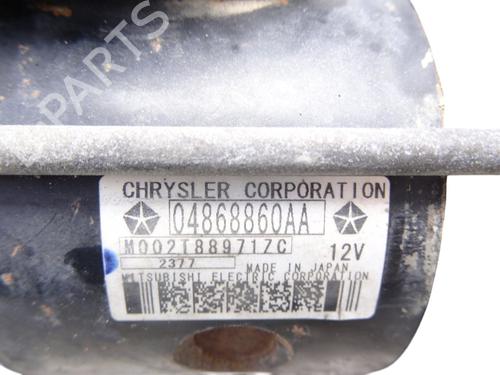 B-PARTS
CHRYSLER CORPORATION
04868860AA
M002T88971ZC 12V
2377 MADE IN JAPAN
MITSUBISHI ELECTRIC CORPORATION